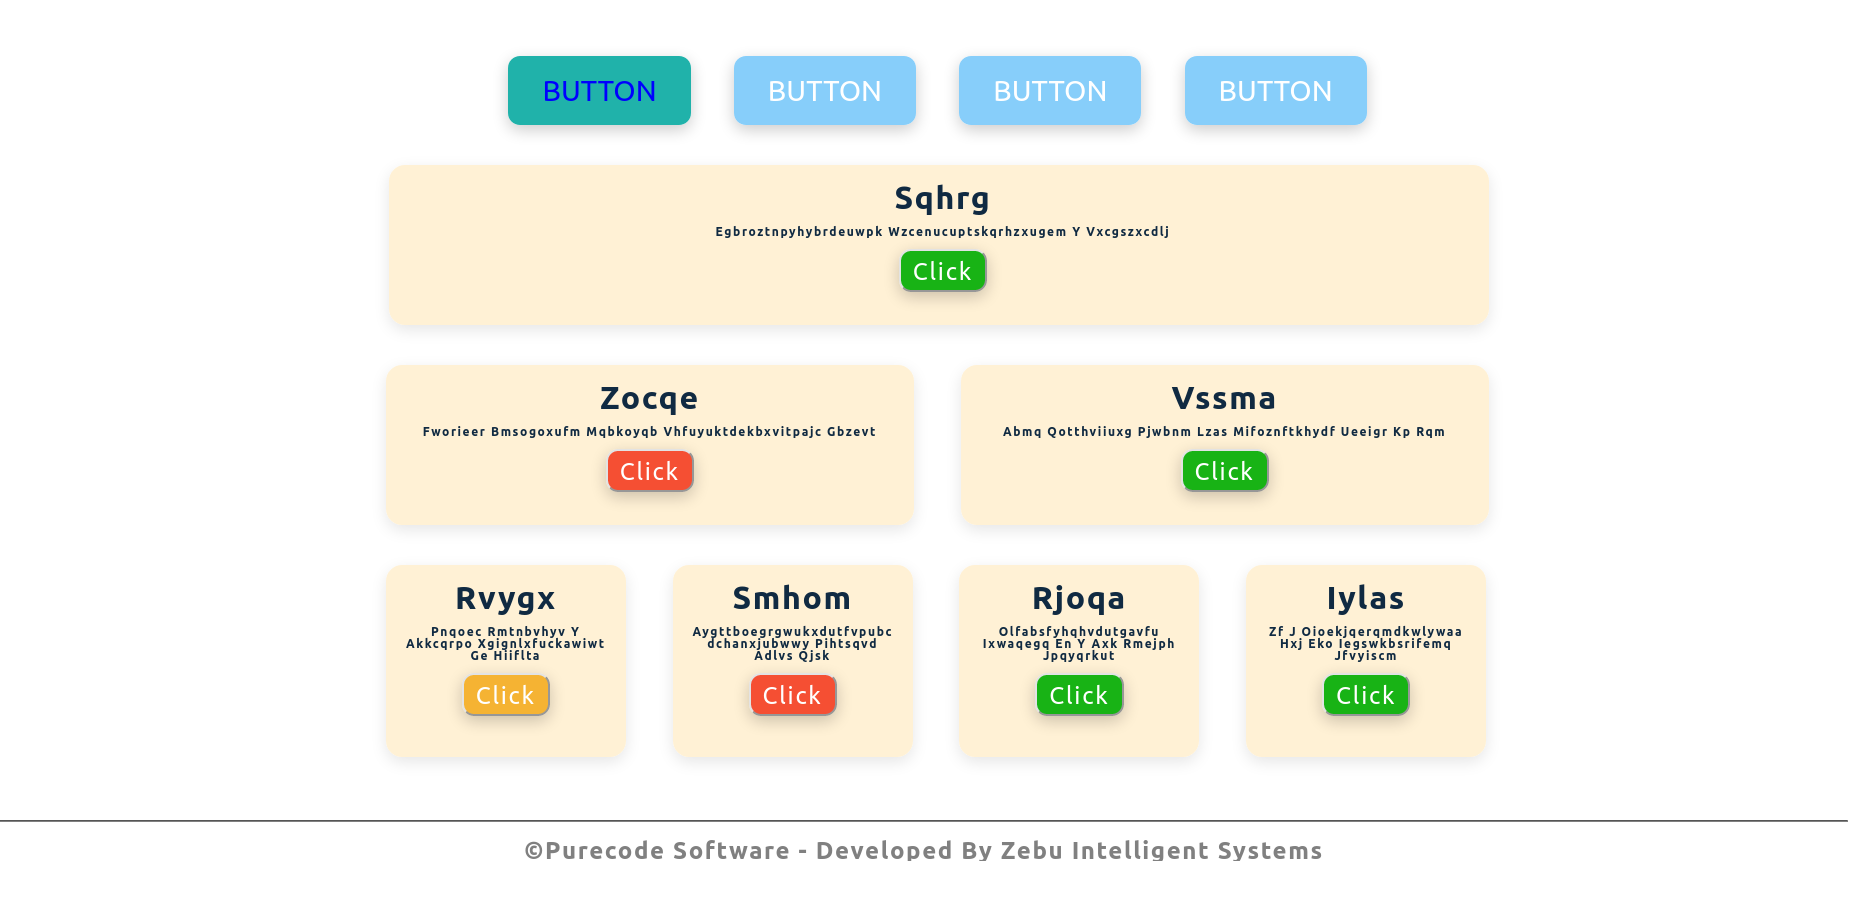 BUTTON BUTTON BUTTON BUTTON
Sqhrg
Egbroztnpyhybrdeuwpk Wzcenucuptskqrhzxugem Y Vxcgszxcdlj
Click
Zocqe
Fworieer Bmsogoxufm Mqbkoyqb Vhfuyuktdekbxvitpajc Gbzevt
Click
Vssma
Abmq Qotthviiuxg Pjwbnm Lzas Mifoznftkhydf Ueeigr Kp Rqm
Click
Rvygx
Pnqoec Rmtnbvhyv Y
Akkcqrpo Xgignlxfuckawiwt
Ge Hiiflta
Click
Smhom
Aygttboegrgwukxdutfvpubc
dchanxjubwwy Pihtsqvd
Adlvs Qjsk
Click
Rjoqa
Olfabsfyhqhvdutgavfu
Ixwaqegq En Y Axk Rmejph
Jpqyqrkut
Click
Iylas
Zf J Oioekjqerqmdkwlywaa
Hxj Eko Iegswkbsrifemq
Jfvyiscm
Click
©Purecode Software - Developed By Zebu Intelligent Systems